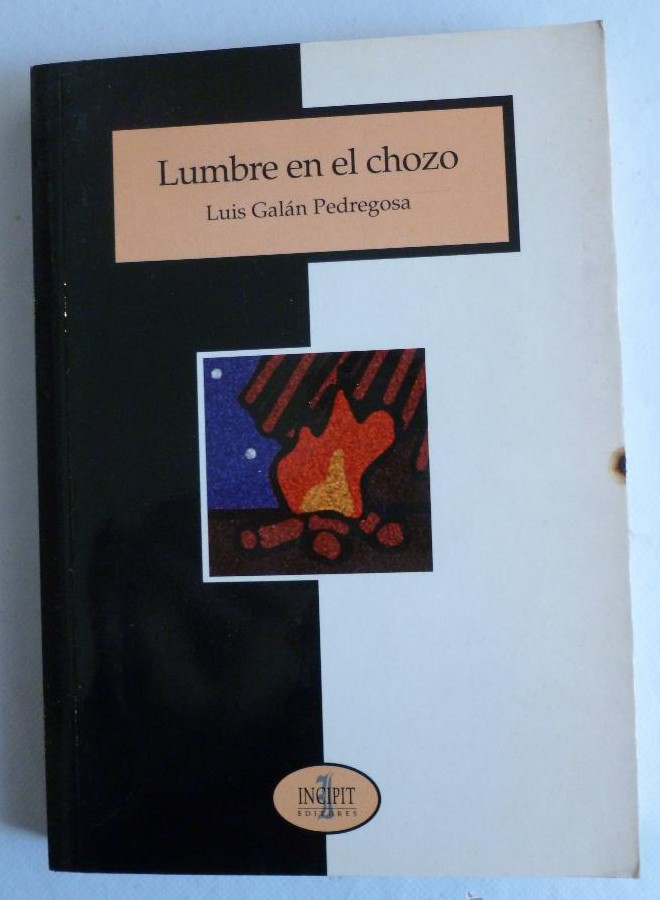 Lumbre en el chozo
Luis Galán Pedregosa
INCIPIT
EDITORES